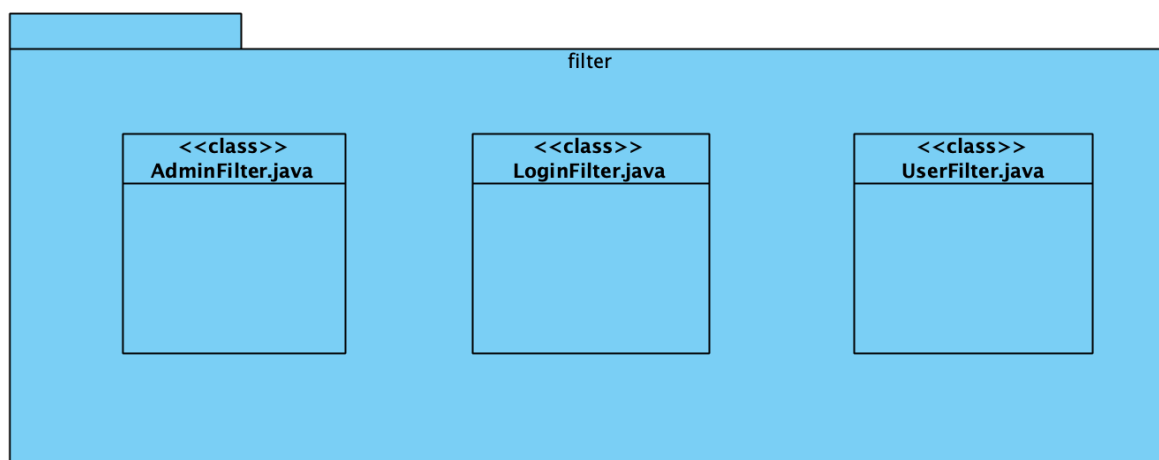 filter
<<class>>
AdminFilter.java
<<class>>
LoginFilter.java
<<class>>
UserFilter.java